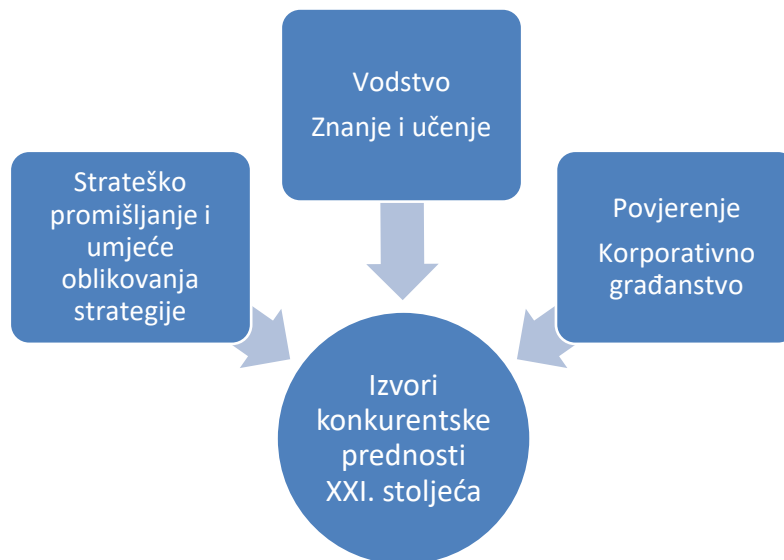 Vodstvo
Znanje i učenje
Strateško
promišljanje i
umjeće
oblikovanja
strategije
Povjerenje
Korporativno
građanstvo
Izvori
konkurentske
prednosti
XXI. stoljeća